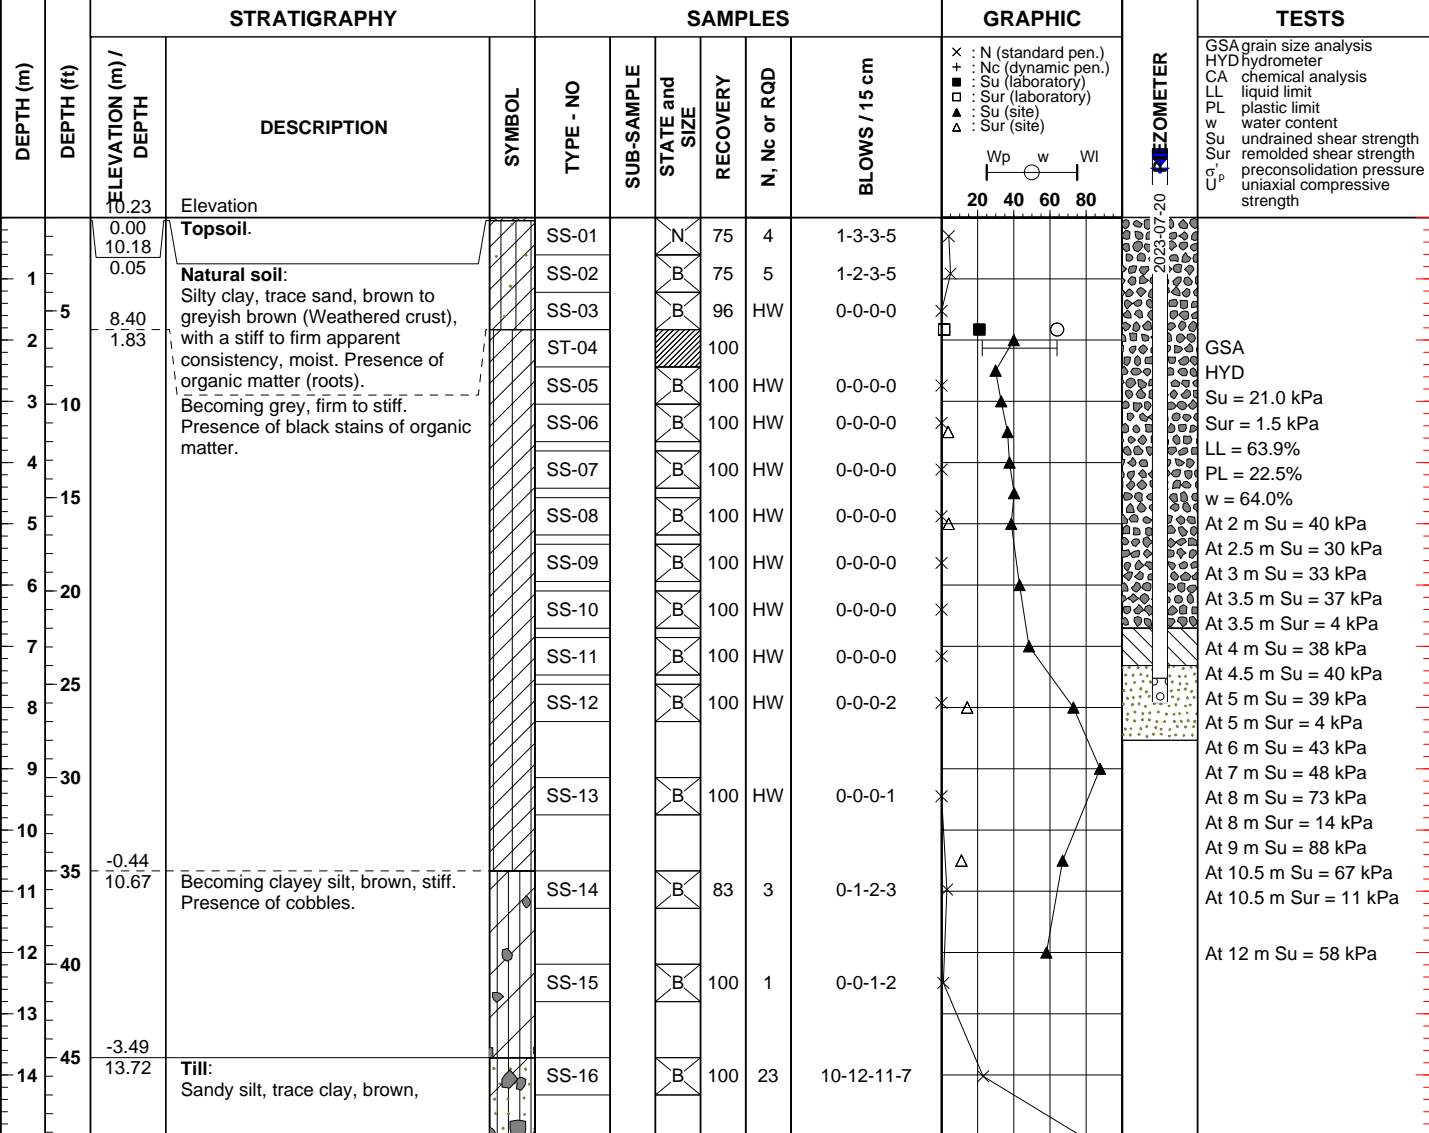 STRATIGRAPHY
SAMPLES
GRAPHIC
TESTS
DEPTH (m)
DEPTH (ft)
ELEVATION (m) / DEPTH
DESCRIPTION
SYMBOL
TYPE - NO
SUB-SAMPLE
STATE and SIZE
RECOVERY
N, Nc or RQD
BLOWS / 15 cm
× : N (standard pen.)
+ : Nc (dynamic pen.)
■ : Su (laboratory)
□ : Sur (laboratory)
▲ : Su (site)
△ : Sur (site)
Wp w Wl
20 40 60 80
PIEZOMETER
2023-07-20
GSA grain size analysis
HYD hydrometer
CA chemical analysis
LL liquid limit
PL plastic limit
w water content
Su undrained shear strength
Sur remolded shear strength
σ'p preconsolidation pressure
U uniaxial compressive
strength
10.23 Elevation
0.00 Topsoil.
10.18
0.05 Natural soil:
Silty clay, trace sand, brown to
greyish brown (Weathered crust),
with a stiff to firm apparent
consistency, moist. Presence of
organic matter (roots).
8.40
1.83
Becoming grey, firm to stiff.
Presence of black stains of organic
matter.
-0.44
10.67 Becoming clayey silt, brown, stiff.
Presence of cobbles.
-3.49
13.72 Till:
Sandy silt, trace clay, brown,
1
2
3
4
5
6
7
8
9
10
11
12
13
14
5
10
15
20
25
30
35
40
45
SS-01 N 75 4 1-3-3-5
SS-02 B 75 5 1-2-3-5
SS-03 B 96 HW 0-0-0-0
ST-04 100
SS-05 B 100 HW 0-0-0-0
SS-06 B 100 HW 0-0-0-0
SS-07 B 100 HW 0-0-0-0
SS-08 B 100 HW 0-0-0-0
SS-09 B 100 HW 0-0-0-0
SS-10 B 100 HW 0-0-0-0
SS-11 B 100 HW 0-0-0-0
SS-12 B 100 HW 0-0-0-2
SS-13 B 100 HW 0-0-0-1
SS-14 B 83 3 0-1-2-3
SS-15 B 100 1 0-0-1-2
SS-16 B 100 23 10-12-11-7
GSA
HYD
Su = 21.0 kPa
Sur = 1.5 kPa
LL = 63.9%
PL = 22.5%
w = 64.0%
At 2 m Su = 40 kPa
At 2.5 m Su = 30 kPa
At 3 m Su = 33 kPa
At 3.5 m Su = 37 kPa
At 3.5 m Sur = 4 kPa
At 4 m Su = 38 kPa
At 4.5 m Su = 40 kPa
At 5 m Su = 39 kPa
At 5 m Sur = 4 kPa
At 6 m Su = 43 kPa
At 7 m Su = 48 kPa
At 8 m Su = 73 kPa
At 8 m Sur = 14 kPa
At 9 m Su = 88 kPa
At 10.5 m Su = 67 kPa
At 10.5 m Sur = 11 kPa
At 12 m Su = 58 kPa